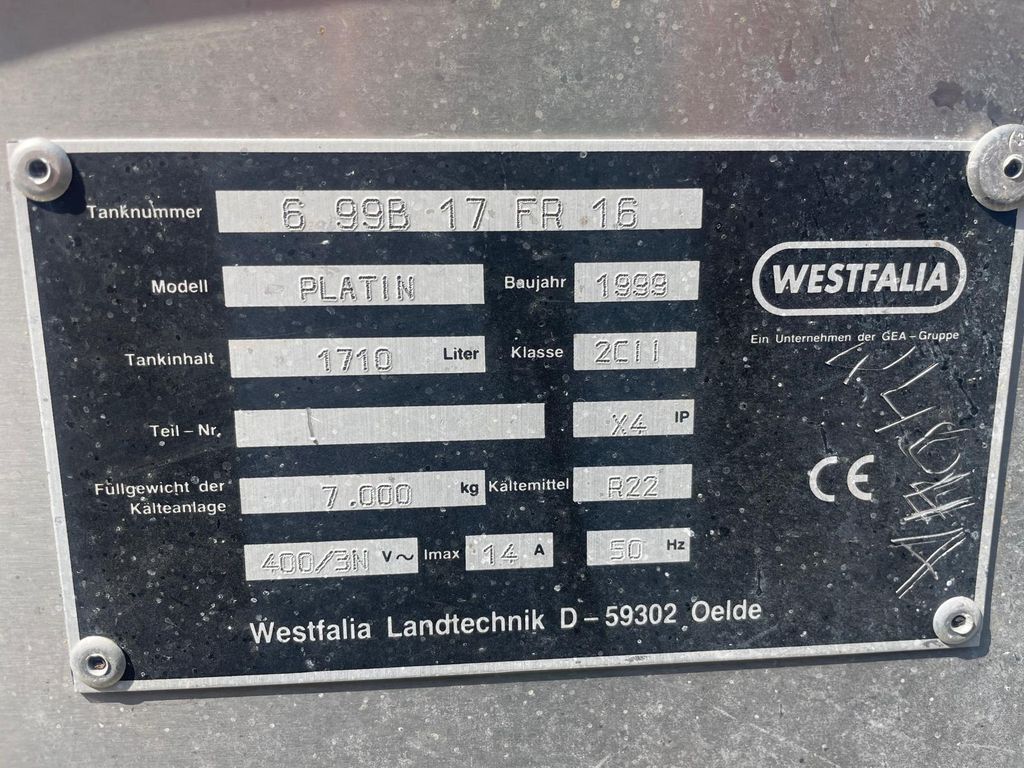 Tanknummer 6 99B 17 FR 16
Modell PLATIN Baujahr 1999
WESTFALIA
Ein Unternehmen der GEA-Gruppe
Tankinhalt 1710 Liter Klasse 2CII
Teil-Nr. X4 IP
Füllgewicht der Kälteanlage 7.000 kg Kältemittel R22
CE
400/3N V~ Imax 14 A 50 Hz
Westfalia Landtechnik D-59302 Oelde